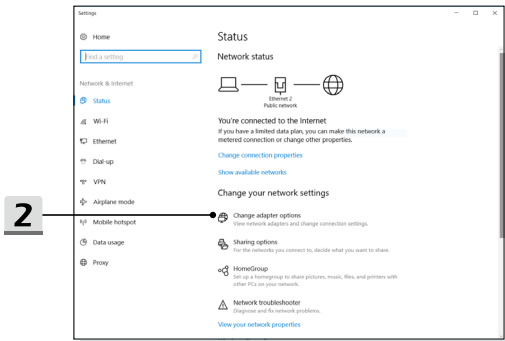 Settings
Home
Find a setting
Network & Internet
Status
Wi-Fi
Ethernet
Dial-up
VPN
Airplane mode
Mobile hotspot
Data usage
Proxy
Status
Network status
Ethernet 2
Public network
You're connected to the Internet
If you have a limited data plan, you can make this network a
metered connection or change other properties.
Change connection properties
Show available networks
Change your network settings
Change adapter options
View network adapters and change connection settings.
Sharing options
For the networks you connect to, decide what you want to share.
HomeGroup
Set up a homegroup to share pictures, music, files, and printers with
other PCs on your network.
Network troubleshooter
Diagnose and fix network problems.
View your network properties
2